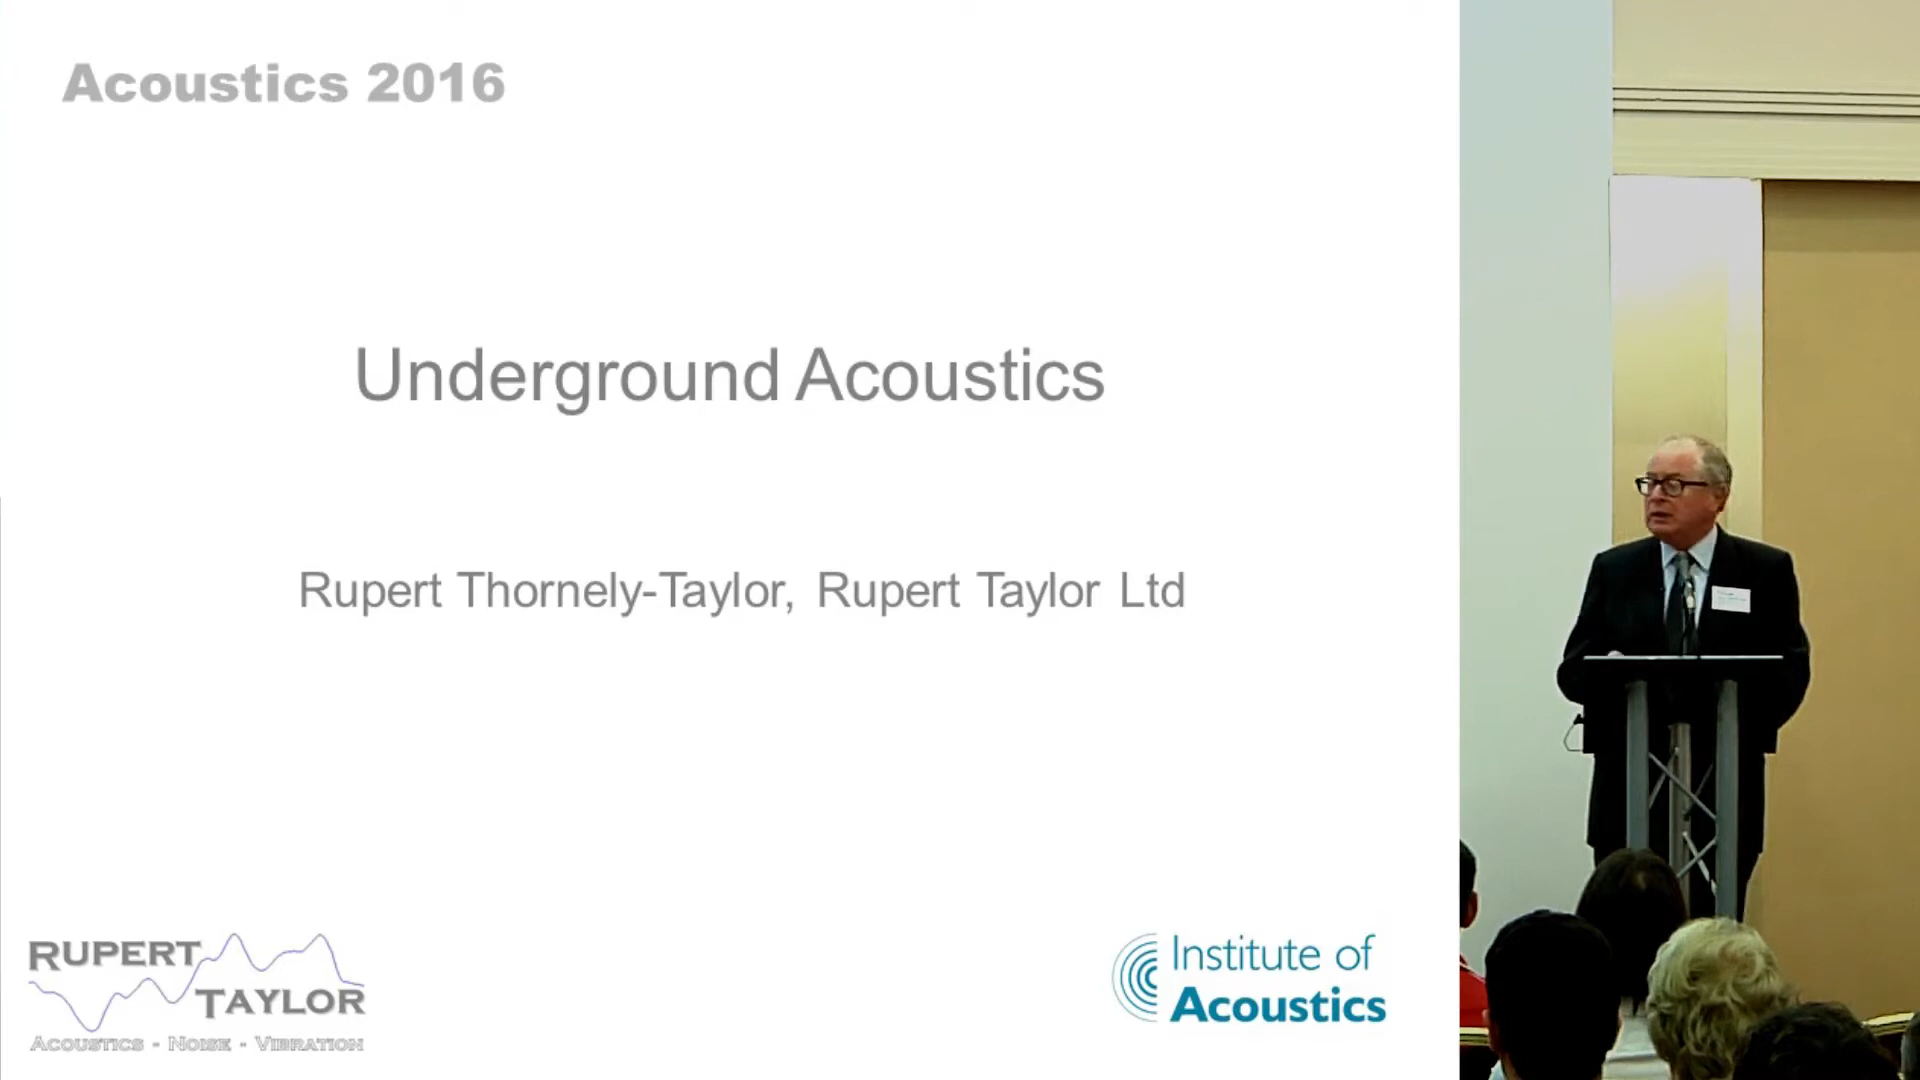 Acoustics 2016
Underground Acoustics
Rupert Thornely-Taylor, Rupert Taylor Ltd
RUPERT
TAYLOR
ACOUSTICS - NOISE - VIBRATION
Institute of
Acoustics